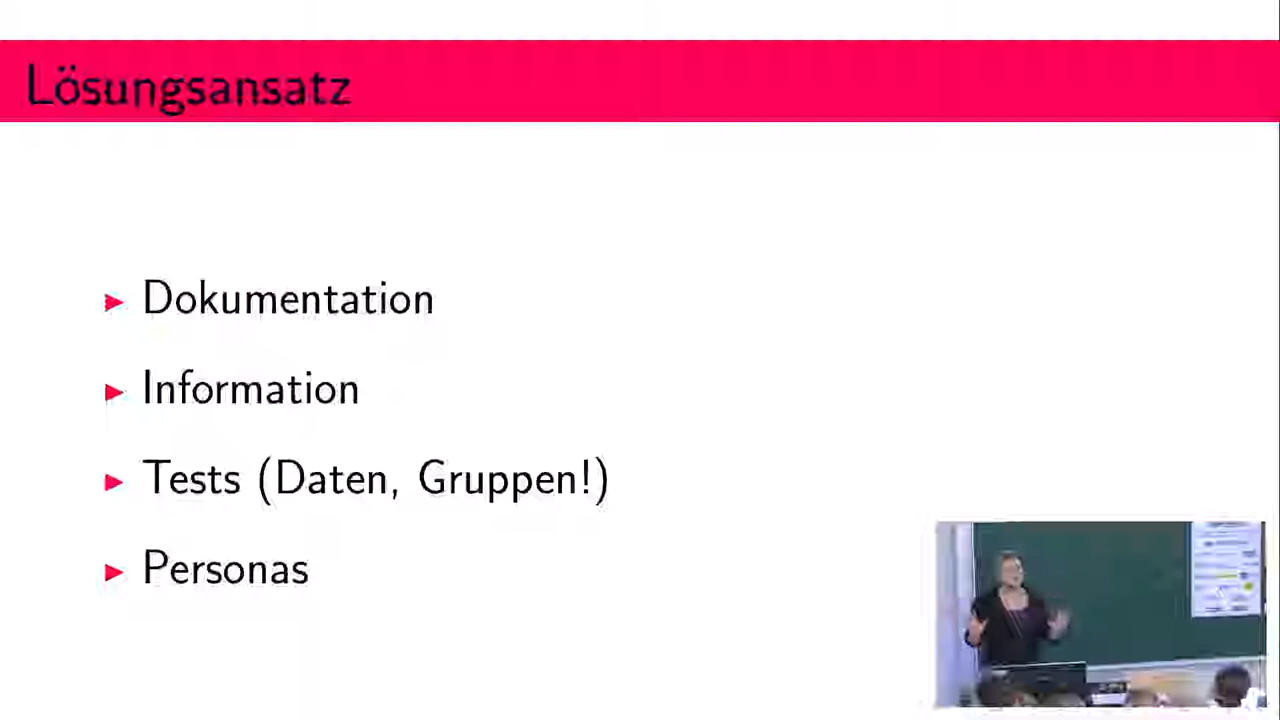 Lösungsansatz
Dokumentation
Information
Tests (Daten, Gruppen!)
Personas